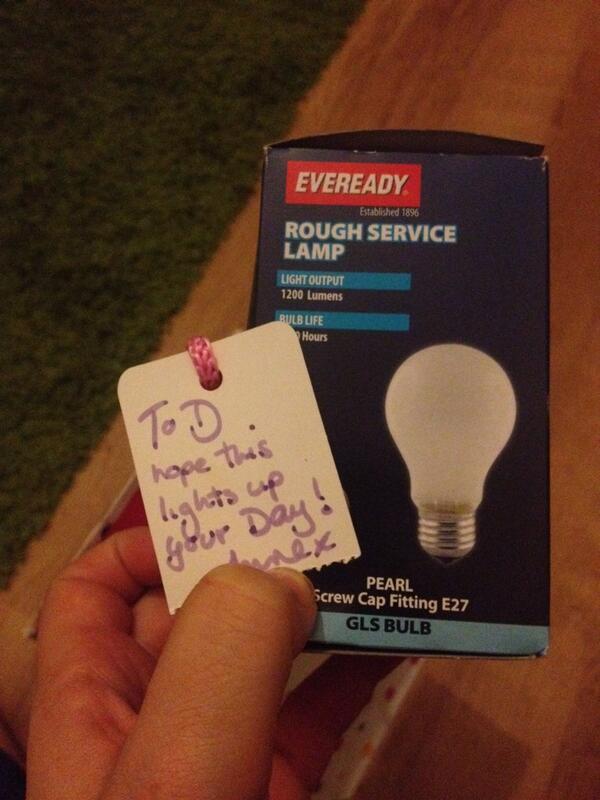 EVEREADY
Established 1896
ROUGH SERVICE
LAMP
LIGHT OUTPUT
1200 Lumens
BULB LIFE
Hours
PEARL
Screw Cap Fitting E27
GLS BULB
To D
hope this
lights up
your Day!